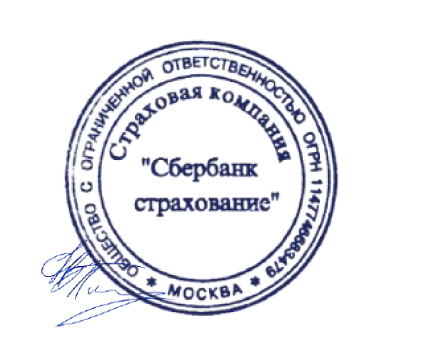 ОБЩЕСТВО С ОГРАНИЧЕННОЙ ОТВЕТСТВЕННОСТЬЮ ОГРН 1147746683479
* МОСКВА *
Страховая компания
"Сбербанк
страхование"